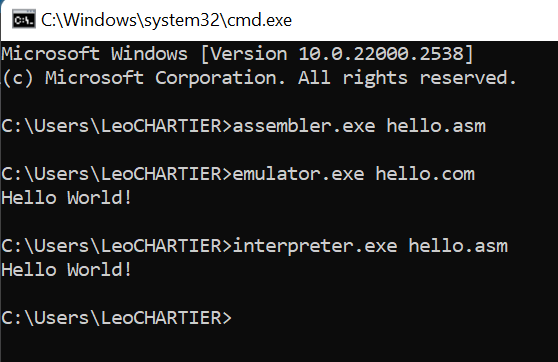 C:\Windows\system32\cmd.exe
Microsoft Windows [Version 10.0.22000.2538]
(c) Microsoft Corporation. All rights reserved.
C:\Users\LeoCHARTIER>assembler.exe hello.asm
C:\Users\LeoCHARTIER>emulator.exe hello.com
Hello World!
C:\Users\LeoCHARTIER>interpreter.exe hello.asm
Hello World!
C:\Users\LeoCHARTIER>